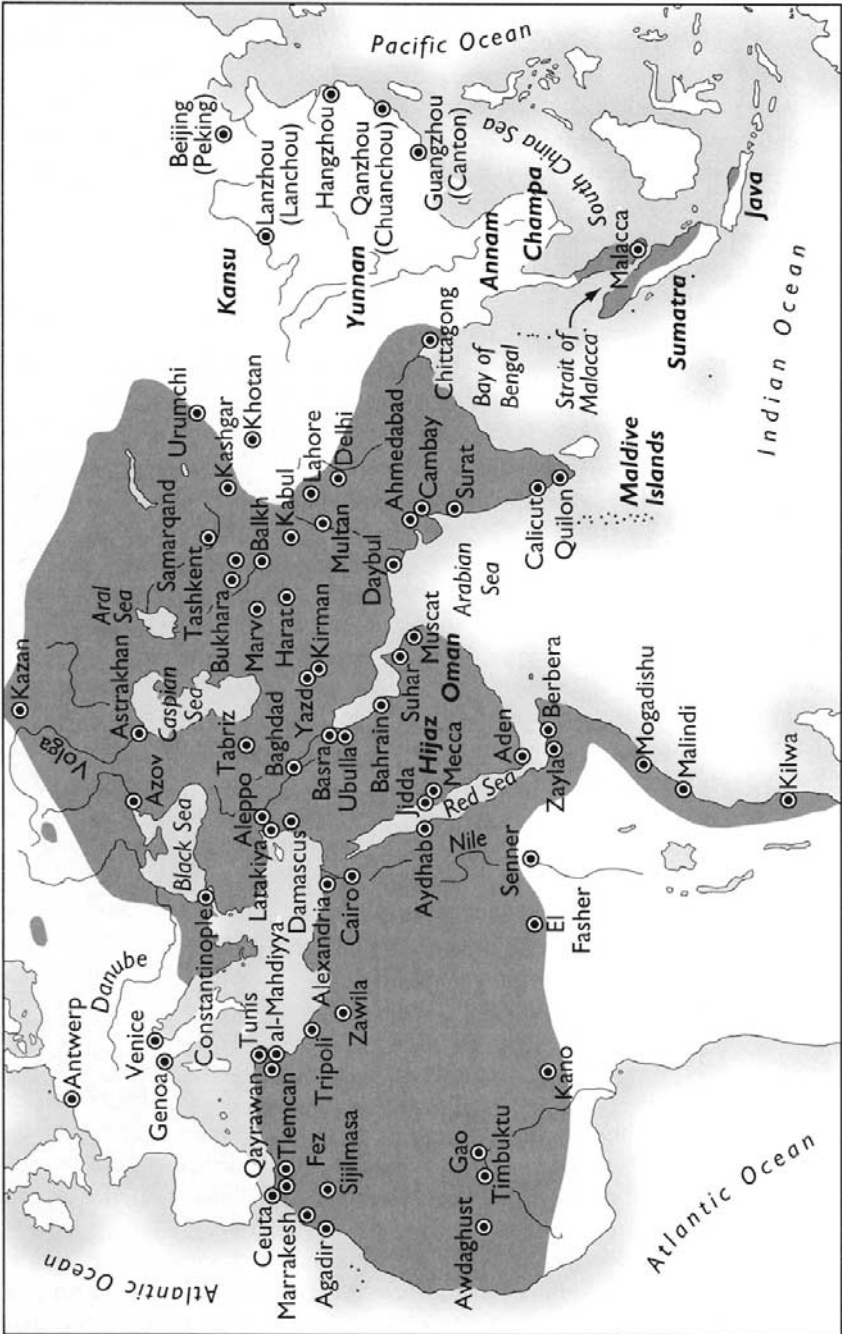 Atlantic Ocean
Antwerp
Genoa
Venice
Danube
Constantinople
Black Sea
Azov
Volga
Kazan
Astrakhan
Caspian
Sea
Aral
Sea
Tashkent
Samarqand
Bukhara
Marv
Balkh
Harat
Kabul
Kashgar
Urumchi
Khotan
Lahore
Delhi
Multan
Kansu
Beijing
(Peking)
Lanzhou
(Lanchou)
Hangzhou
Qanzhou
(Chuanchou)
Guangzhou
(Canton)
Pacific Ocean
Yunnan
Annam
Champa
South China Sea
Ceuta
Marrakesh
Agadir
Qayrawan
Tlemcan
Fez
Sijilmasa
Tunis
al-Mahdiyya
Tripoli
Zawila
Alexandria
Cairo
Latakiya
Aleppo
Damascus
Tabriz
Baghdad
Yazd
Kirman
Basra
Ubulla
Bahrain
Suhar
Muscat
Oman
Hijaz
Jidda
Mecca
Red Sea
Aydhab
Nile
Aden
Daybul
Ahmedabad
Cambay
Surat
Arabian
Sea
Chittagong
Bay of
Bengal
Strait of
Malacca
Malacca
Sumatra
Java
Calicut
Quilon
Maldive
Islands
Indian Ocean
Awdaghust
Timbuktu
Gao
Kano
El
Fasher
Senner
Zayla
Berbera
Mogadishu
Malindi
Kilwa
Atlantic Ocean